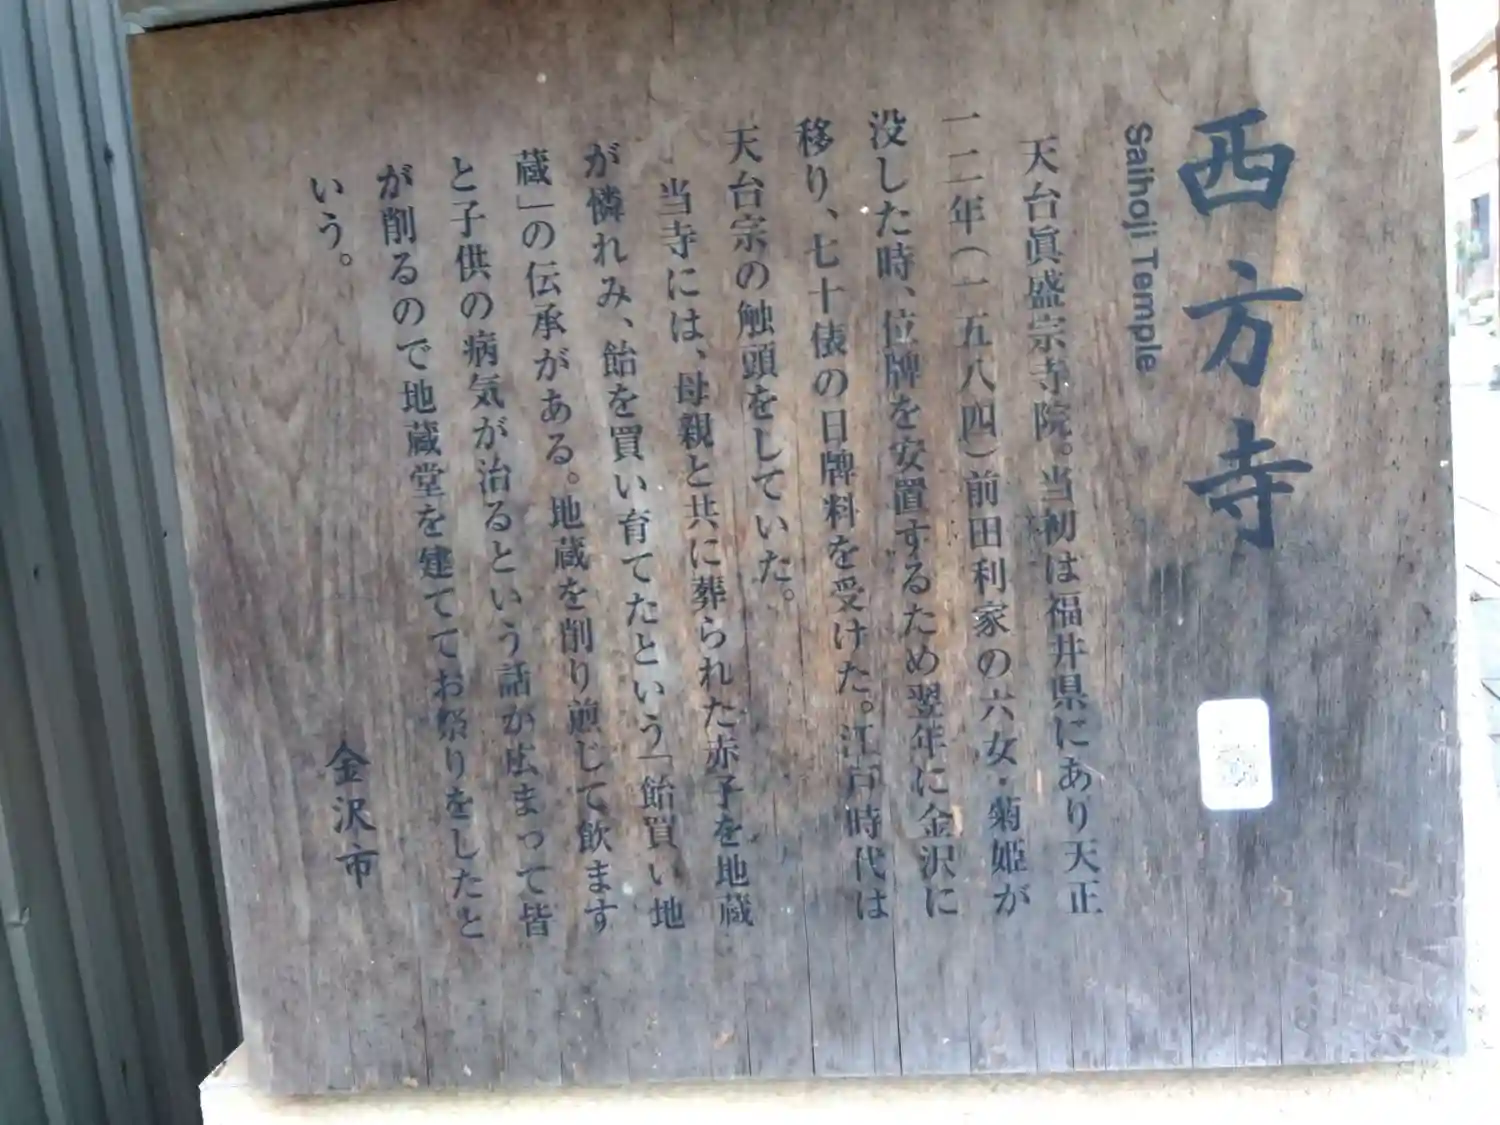 西方寺
Saihoji Temple
天台眞盛宗寺院。当初は福井県にあり天正
一二年(一五八四)前田利家の六女・菊姫が
没した時、位牌を安置するため翌年に金沢に
移り、七十俵の日牌料を受けた。江戸時代は
天台宗の触頭をしていた。
当寺には、母親と共に葬られた赤子を地蔵
が憐れみ、飴を買い育てたという「飴買い地
蔵」の伝承がある。地蔵を削り煎じて飲ます
と子供の病気が治るという話が広まって皆
が削るので地蔵堂を建ててお祭りをしたと
いう。
金沢市